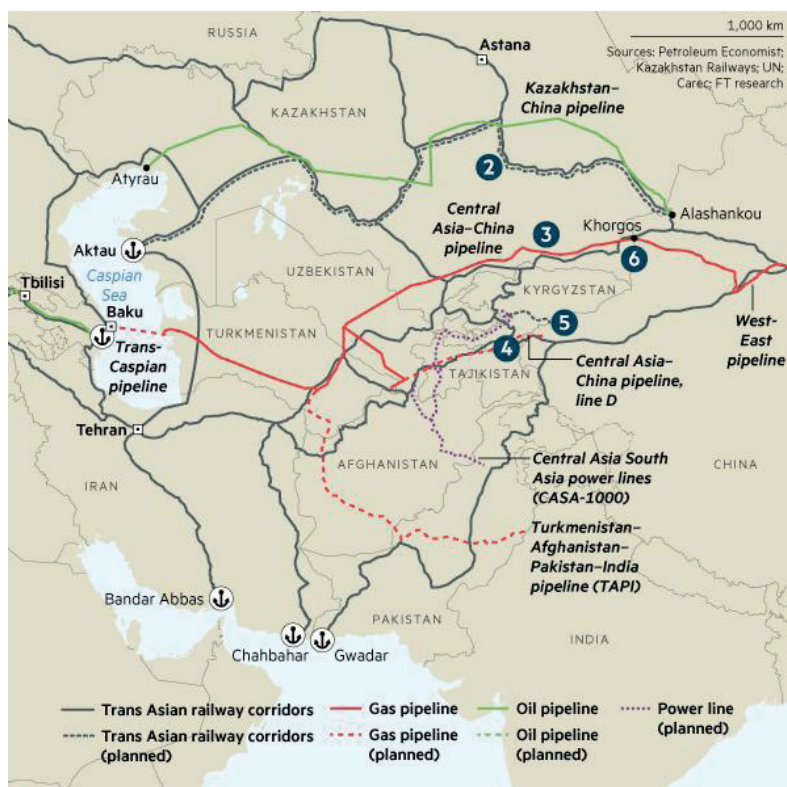 1,000 km
Sources: Petroleum Economist;
Kazakhstan Railways; UN;
Carec; FT research
RUSSIA
Astana
Kazakhstan–
China pipeline
KAZAKHSTAN
Atyrau
2
Alashankou
Central
Asia–China
pipeline
3
Khorgos
6
Aktau
Caspian
Sea
Tbilisi
UZBEKISTAN
KYRGYZSTAN
Baku
TURKMENISTAN
5
West-
East
pipeline
Trans-
Caspian
pipeline
4
TAJIKISTAN
Central Asia–
China pipeline,
line D
Tehran
AFGHANISTAN
Central Asia South
Asia power lines
(CASA-1000)
CHINA
IRAN
Turkmenistan–
Afghanistan–
Pakistan–India
pipeline (TAPI)
Bandar Abbas
PAKISTAN
INDIA
Chahbahar
Gwadar
Trans Asian railway corridors
Gas pipeline
Oil pipeline
Power line
(planned)
Trans Asian railway corridors
(planned)
Gas pipeline
(planned)
Oil pipeline
(planned)